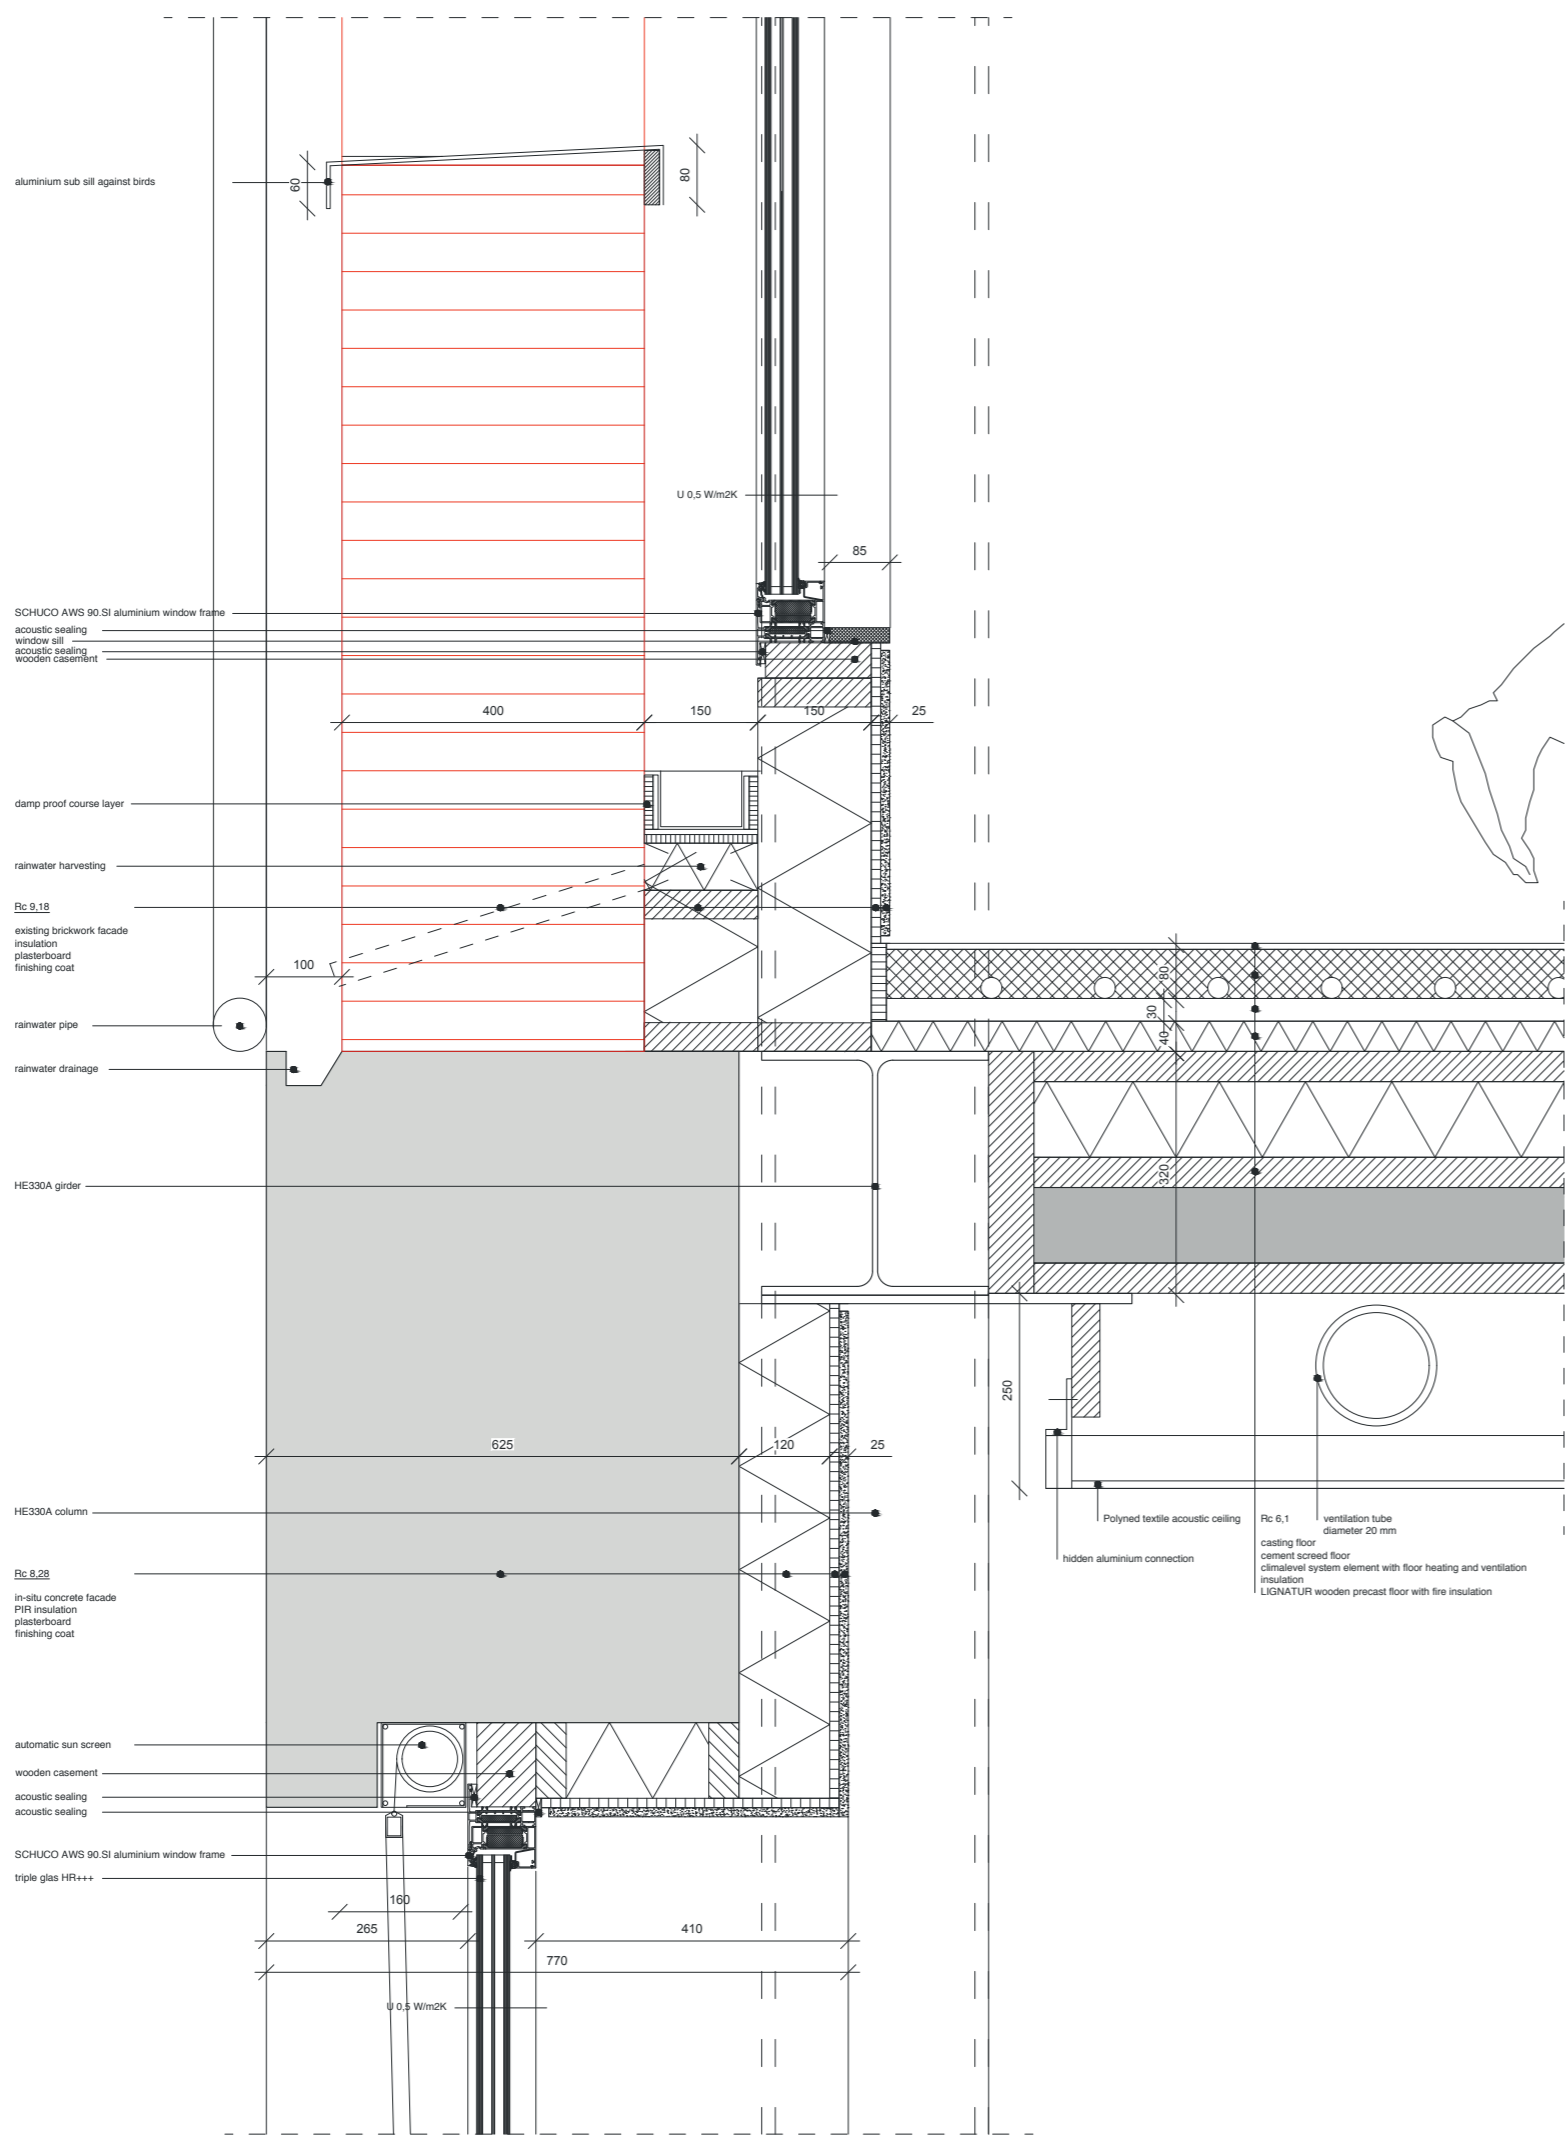 aluminium sub sill against birds
60
80
U 0,5 W/m2K
85
SCHUCO AWS 90.SI aluminium window frame
acoustic sealing
window sill
acoustic sealing
wooden casement
400
150
150
25
damp proof course layer
rainwater harvesting
Rc 9,18
existing brickwork facade
insulation
plasterboard
finishing coat
100
80
30
40
rainwater pipe
rainwater drainage
HE330A girder
320
250
625
120
25
HE330A column
Polyned textile acoustic ceiling
hidden aluminium connection
Rc 6,1
ventilation tube
diameter 20 mm
casting floor
cement screed floor
climalevel system element with floor heating and ventilation
insulation
LIGNATUR wooden precast floor with fire insulation
Rc 8,28
in-situ concrete facade
PIR insulation
plasterboard
finishing coat
automatic sun screen
wooden casement
acoustic sealing
acoustic sealing
SCHUCO AWS 90.SI aluminium window frame
triple glas HR+++
160
265
410
770
U 0,5 W/m2K